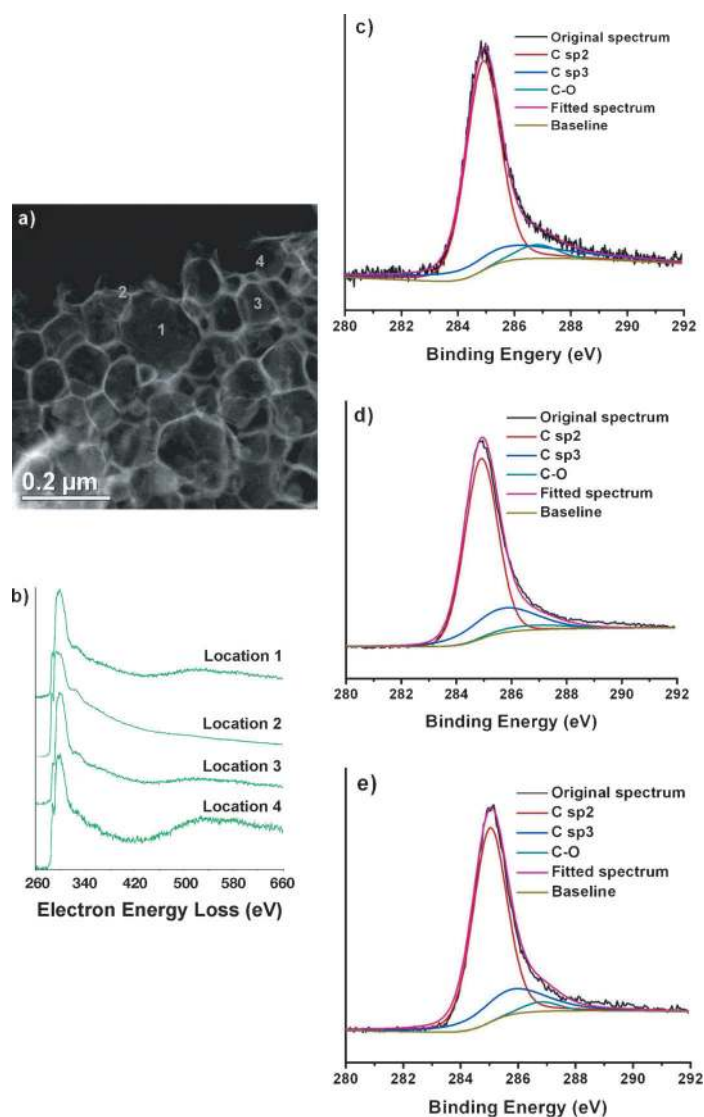 a)
1
2
3
4
0.2 µm
b)
Location 1
Location 2
Location 3
Location 4
260 340 420 500 580 660
Electron Energy Loss (eV)
c)
Original spectrum
C sp2
C sp3
C-O
Fitted spectrum
Baseline
280 282 284 286 288 290 292
Binding Engery (eV)
d)
Original spectrum
C sp2
C sp3
C-O
Fitted spectrum
Baseline
280 282 284 286 288 290 292
Binding Energy (eV)
e)
Original spectrum
C sp2
C sp3
C-O
Fitted spectrum
Baseline
280 282 284 286 288 290 292
Binding Energy (eV)